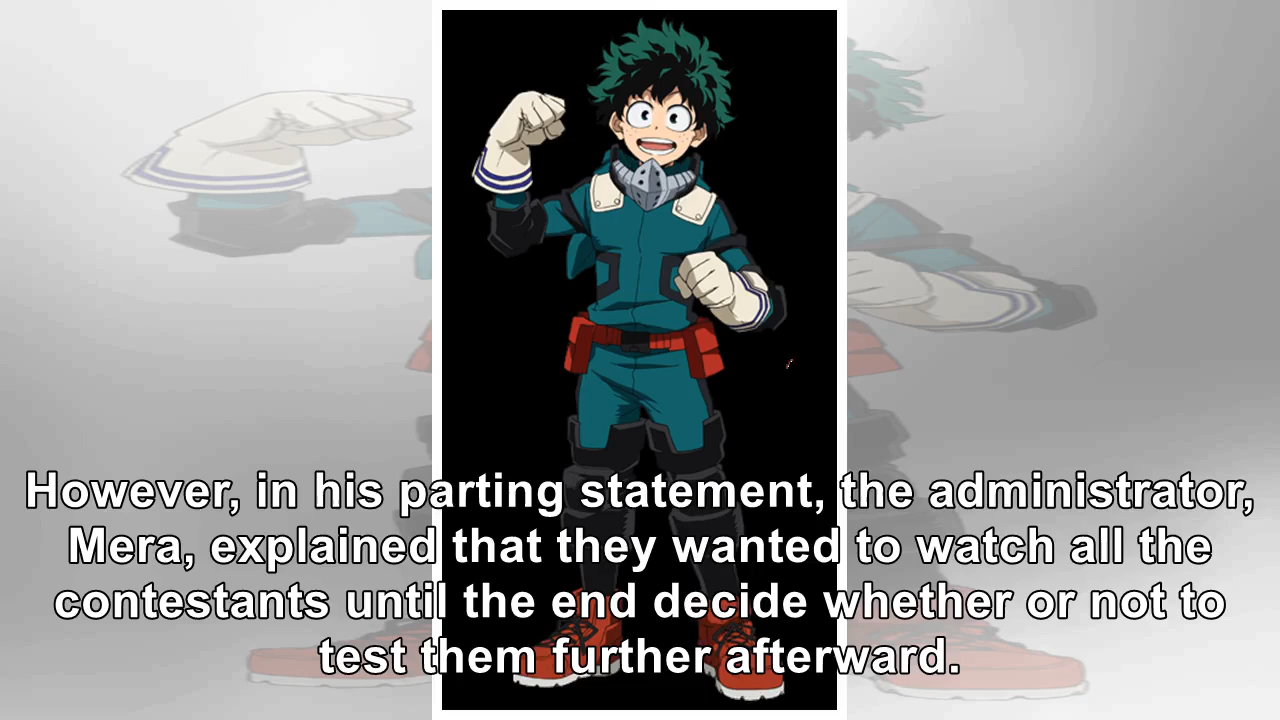 However, in his parting statement, the administrator,
Mera, explained that they wanted to watch all the
contestants until the end decide whether or not to
test them further afterward.